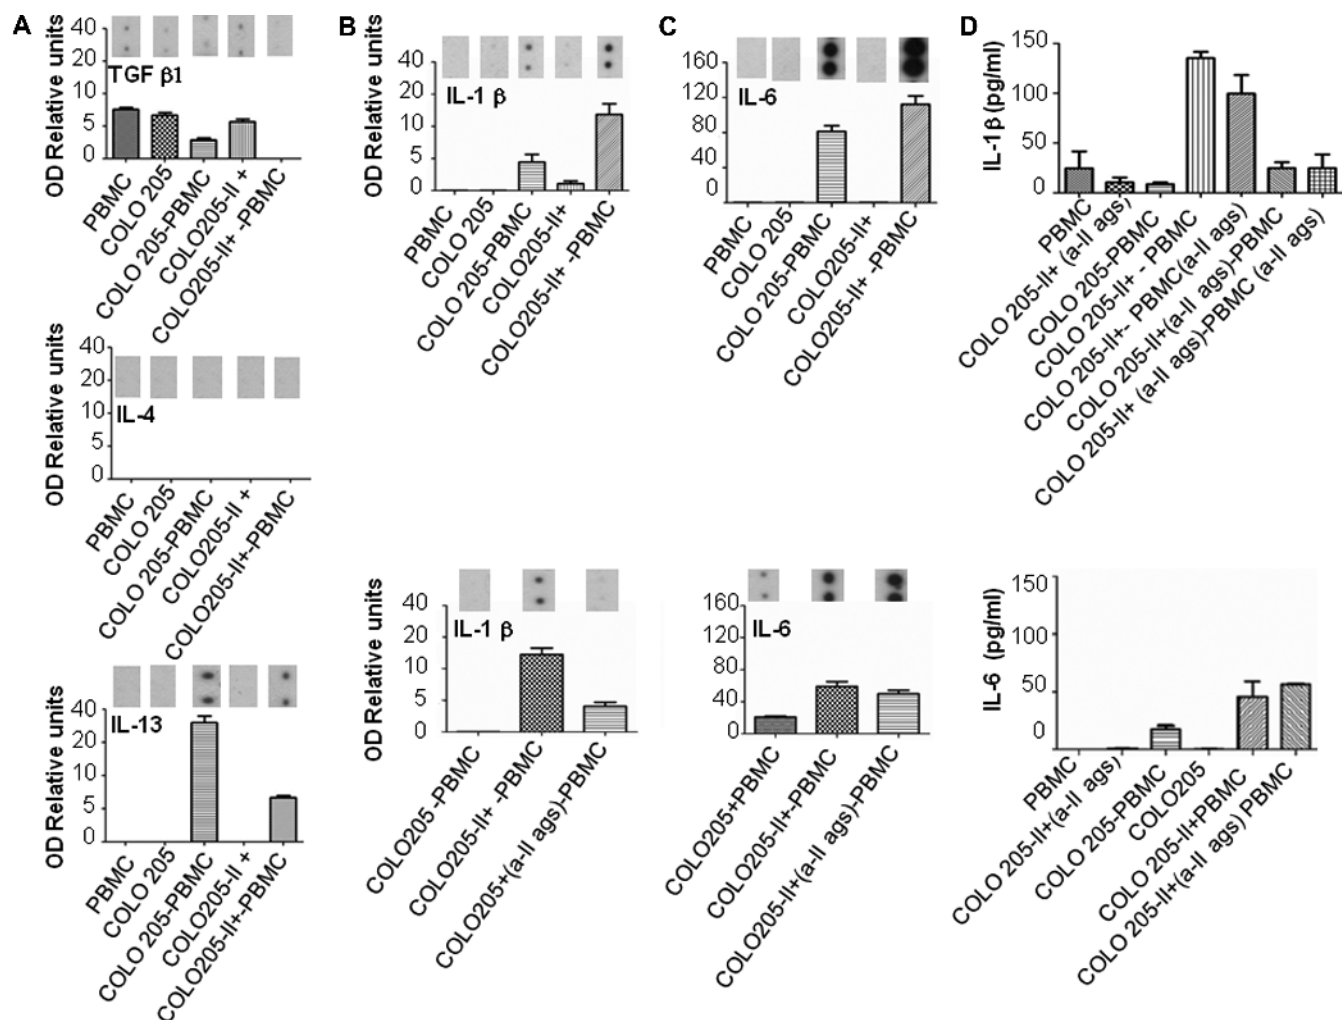 A
OD Relative units
40
20
10
5
0
TGF β1
PBMC
COLO 205
COLO 205-PBMC
COLO205-II +
COLO205-II+ -PBMC
OD Relative units
40
20
10
5
0
IL-4
PBMC
COLO 205
COLO 205-PBMC
COLO205-II +
COLO205-II+-PBMC
OD Relative units
40
20
10
5
0
IL-13
PBMC
COLO 205
COLO 205-PBMC
COLO205-II +
COLO205-II+-PBMC
B
OD Relative units
40
20
10
5
0
IL-1 β
PBMC
COLO 205
COLO 205-PBMC
COLO205-II+
COLO205-II+ -PBMC
OD Relative units
40
20
10
5
0
IL-1 β
COLO205-PBMC
COLO205-II+ -PBMC
COLO205+(a-II ags)-PBMC
C
160
120
80
40
0
IL-6
PBMC
COLO 205
COLO 205-PBMC
COLO205-II+
COLO205-II+ -PBMC
160
120
80
40
0
IL-6
COLO205+PBMC
COLO205-II+-PBMC
COLO205-II+(a-II ags)-PBMC
D
IL-1β (pg/ml)
150
100
50
0
PBMC
COLO 205-II+ (a-II ags)
COLO 205-PBMC
COLO 205-II+ - PBMC
COLO 205-II+- PBMC(a-II ags)
COLO 205-II+(a-II ags)-PBMC
COLO 205-II+ (a-II ags)-PBMC (a-II ags)
IL-6 (pg/ml)
150
100
50
0
PBMC
COLO 205-II+(a-II ags)
COLO 205-PBMC
COLO205
COLO 205-II+PBMC
COLO 205-II+(a-II ags) PBMC